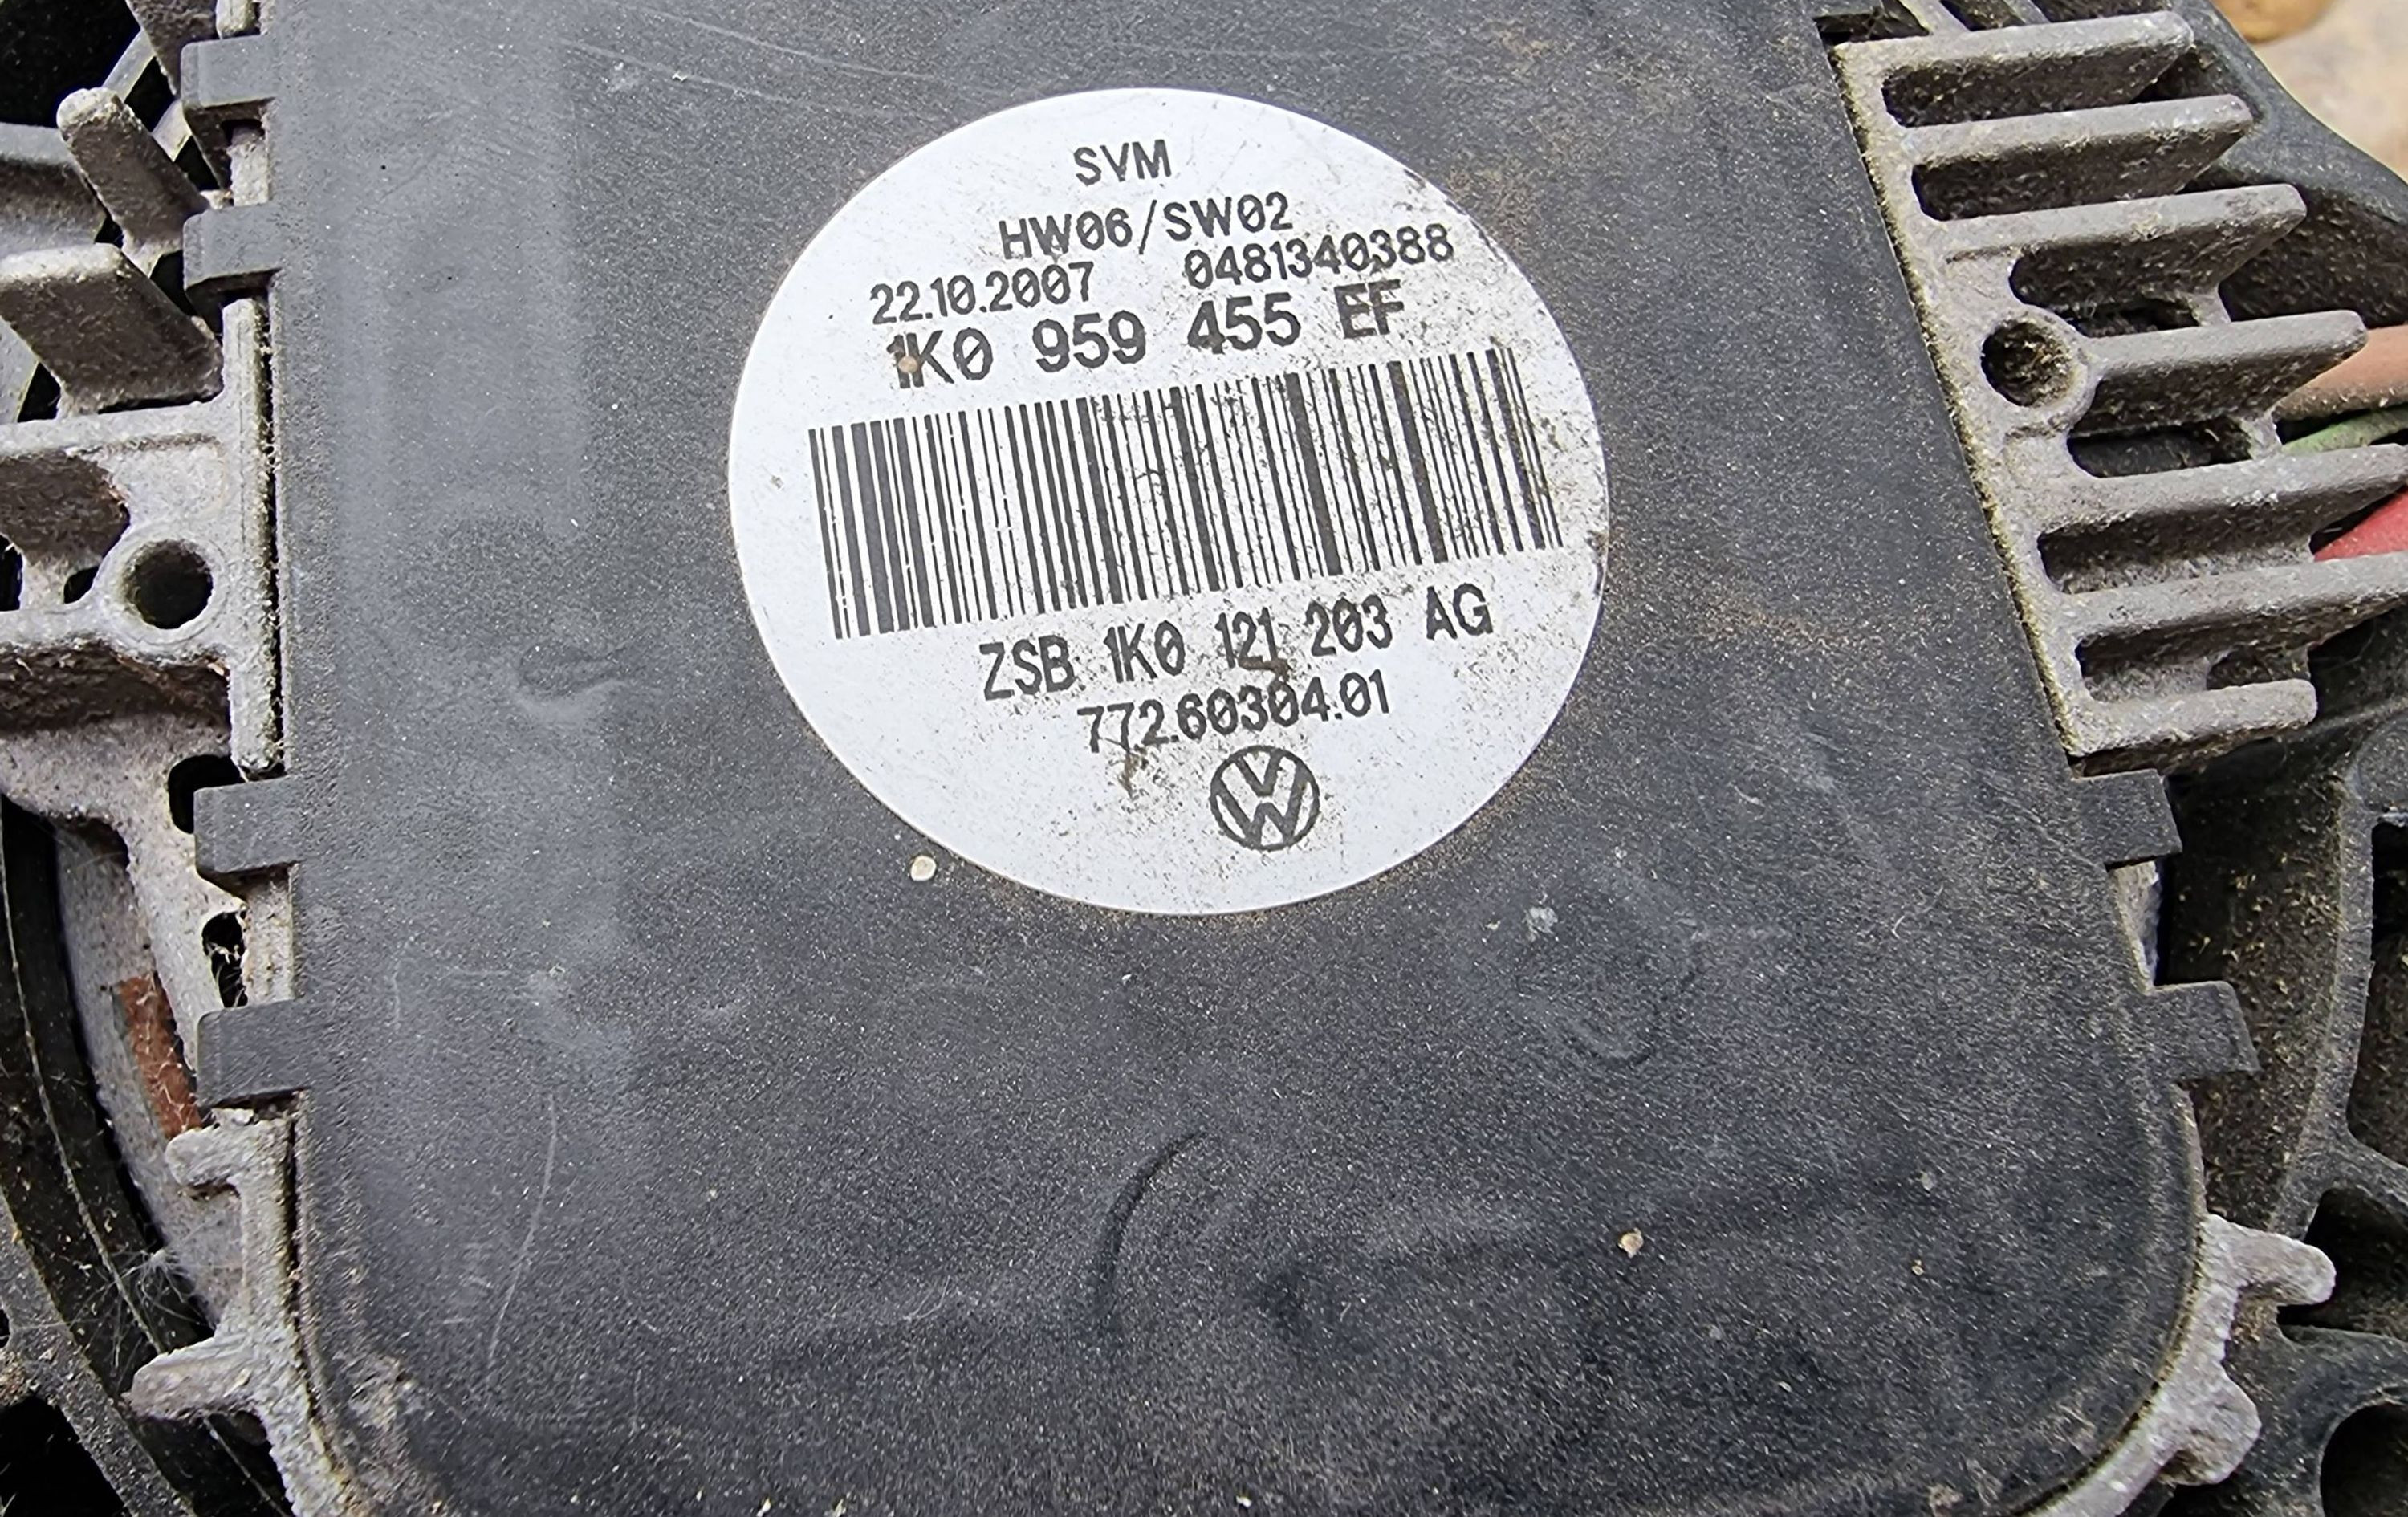 SVM
HW06/SW02
22.10.2007 0481340388
1K0 959 455 EF
ZSB 1K0 121 203 AG
772.60304.01
VW